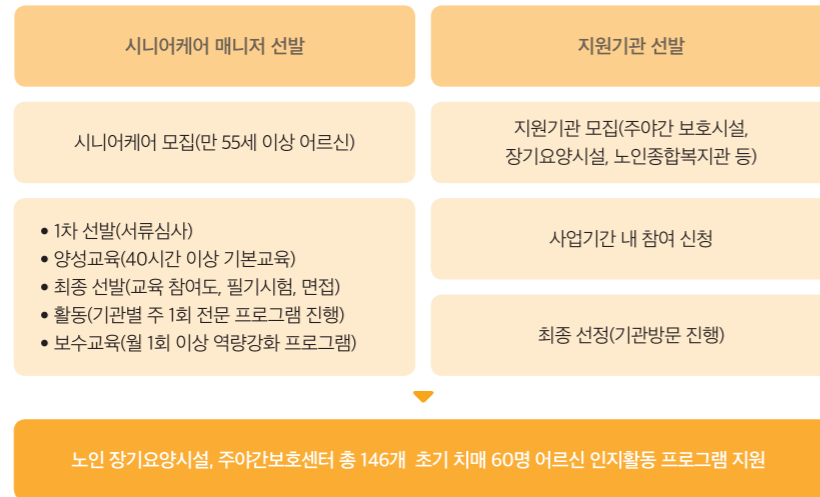 시니어케어 매니저 선발
시니어케어 모집(만 55세 이상 어르신)
• 1차 선발(서류심사)
• 양성교육(40시간 이상 기본교육)
• 최종 선발(교육 참여도, 필기시험, 면접)
• 활동(기관별 주 1회 전문 프로그램 진행)
• 보수교육(월 1회 이상 역량강화 프로그램)
지원기관 선발
지원기관 모집(주야간 보호시설,
장기요양시설, 노인종합복지관 등)
사업기간 내 참여 신청
최종 선정(기관방문 진행)
노인 장기요양시설, 주야간보호센터 총 146개 초기 치매 60명 어르신 인지활동 프로그램 지원